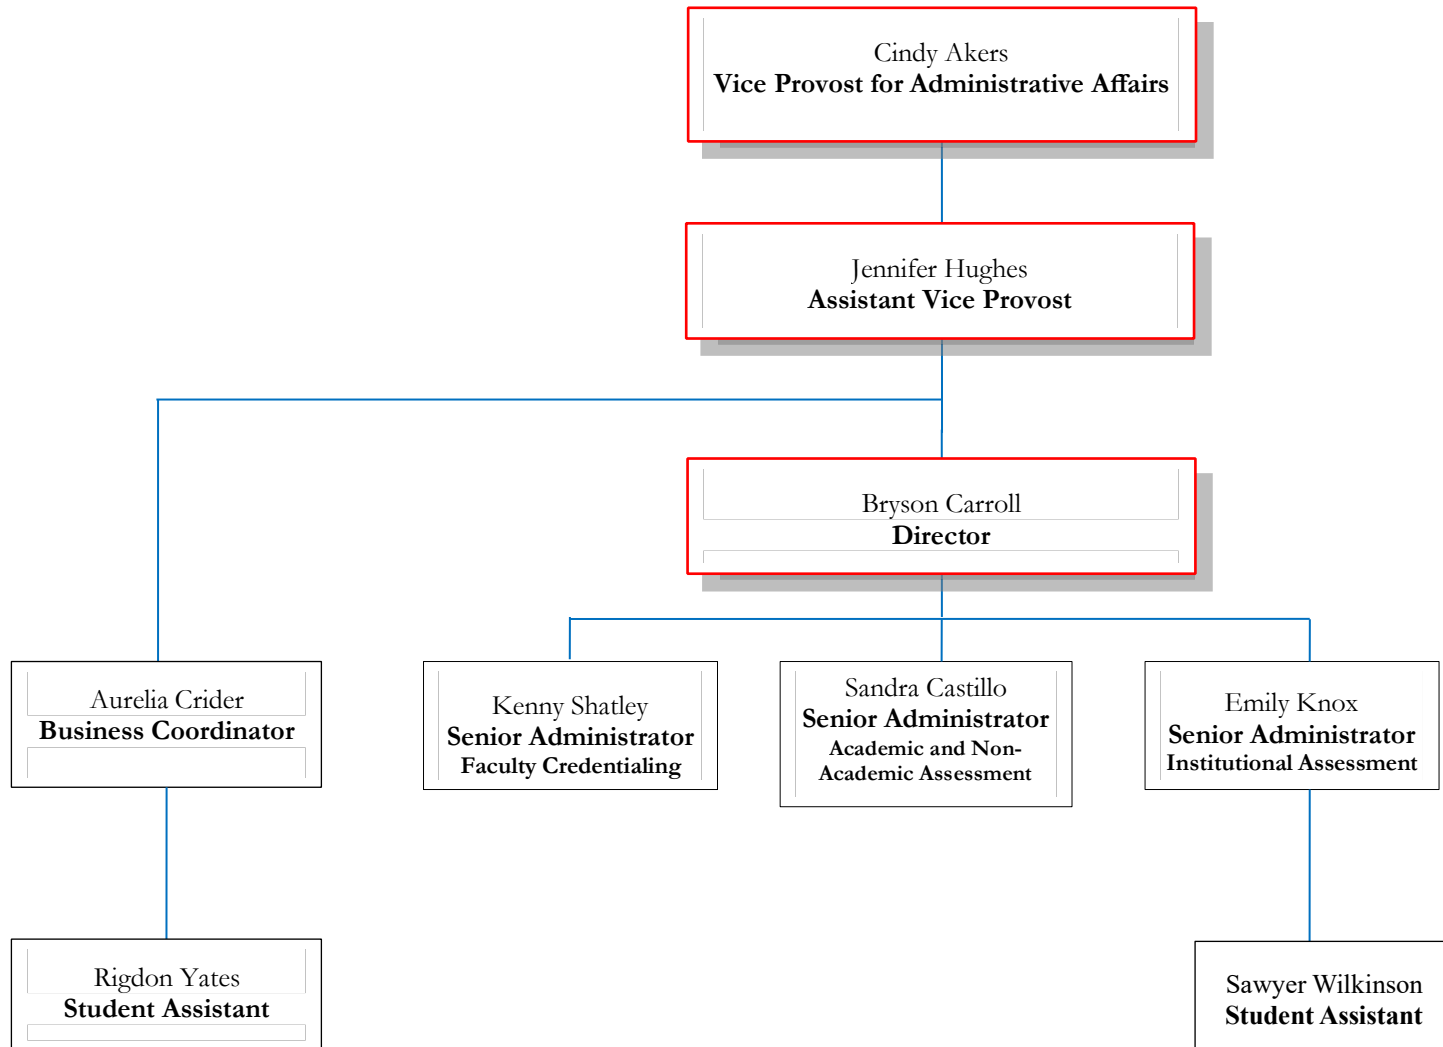 Cindy Akers
Vice Provost for Administrative Affairs
Jennifer Hughes
Assistant Vice Provost
Bryson Carroll
Director
Aurelia Crider
Business Coordinator
Kenny Shatley
Senior Administrator
Faculty Credentialing
Sandra Castillo
Senior Administrator
Academic and Non-
Academic Assessment
Emily Knox
Senior Administrator
Institutional Assessment
Rigdon Yates
Student Assistant
Sawyer Wilkinson
Student Assistant